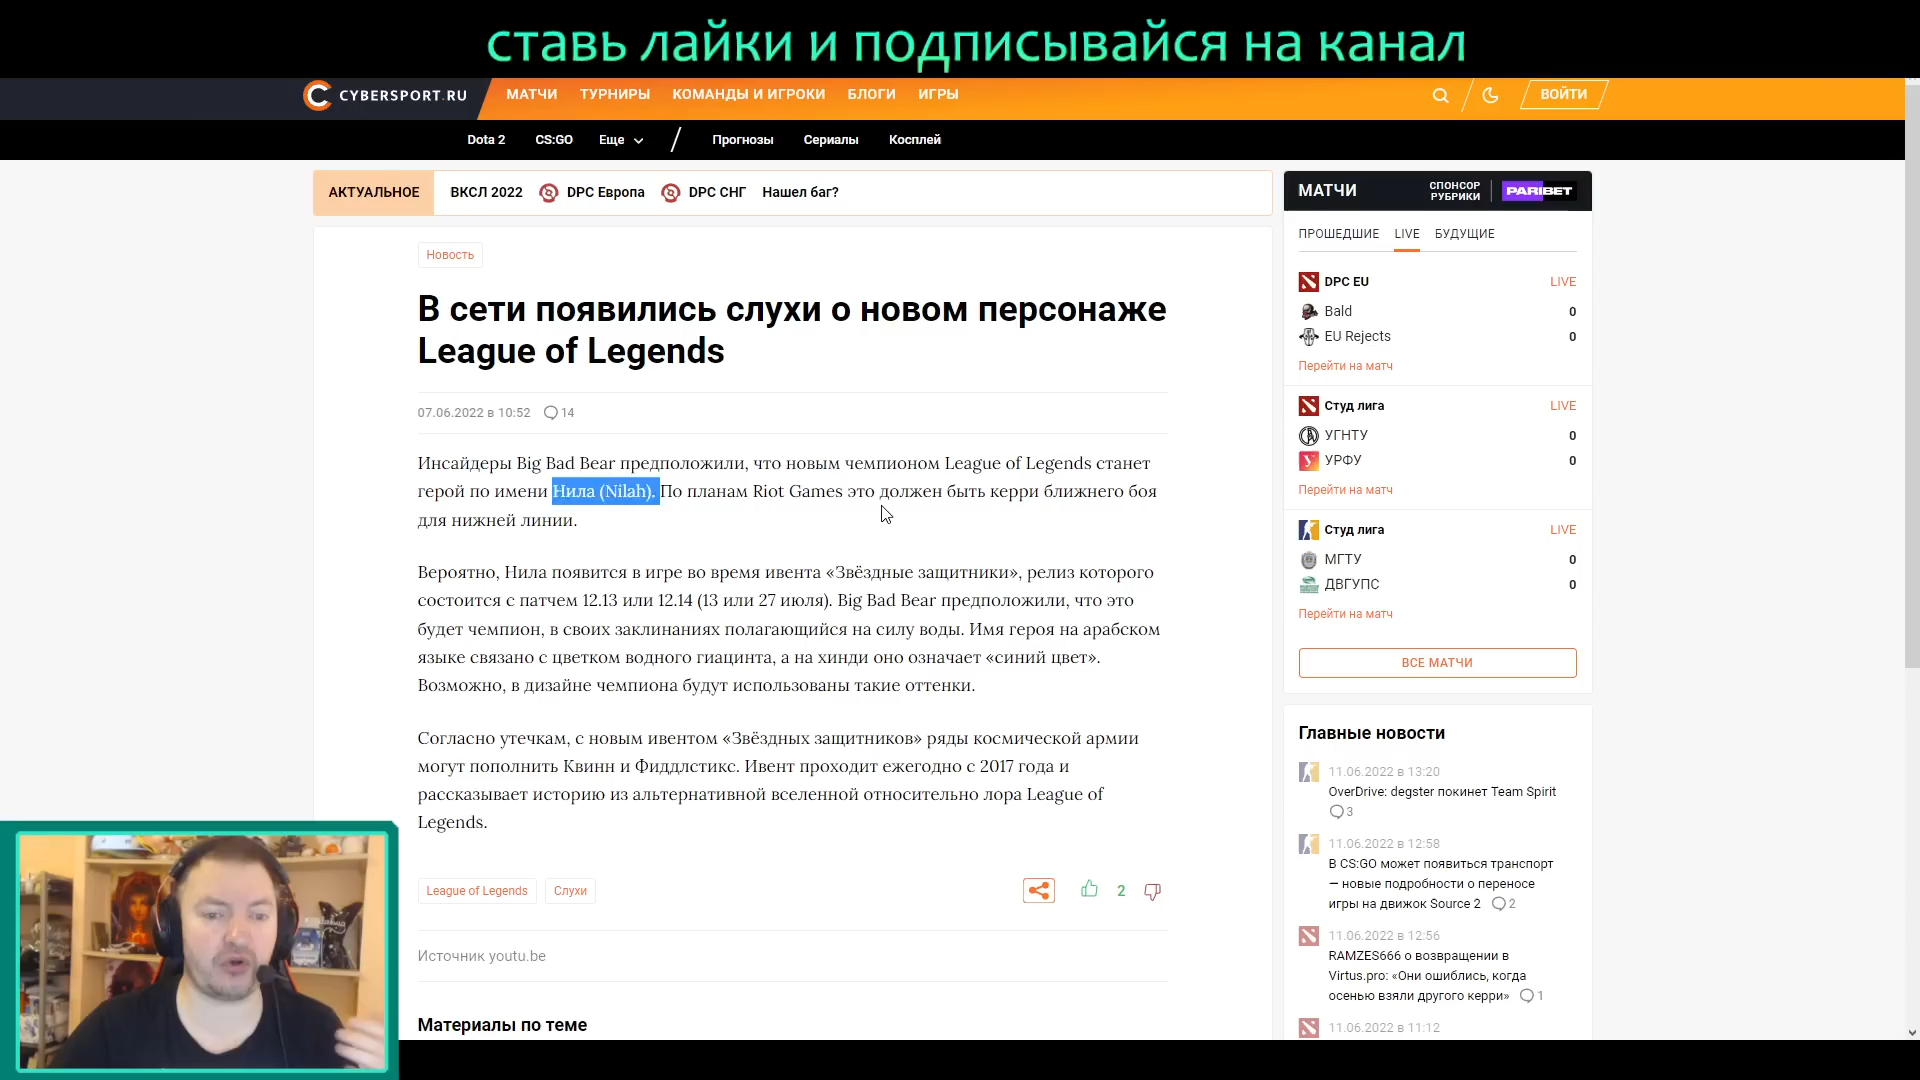 ставь лайки и подписывайся на канал
CYBERSPORT.RU МАТЧИ ТУРНИРЫ КОМАНДЫ И ИГРОКИ БЛОГИ ИГРЫ ВОЙТИ
Dota 2 CS:GO Еще Прогнозы Сериалы Косплей
АКТУАЛЬНОЕ ВКСЛ 2022 DPC Европа DPC СНГ Нашел баг?
Новость
В сети появились слухи о новом персонаже
League of Legends
07.06.2022 в 10:52 14
Инсайдеры Big Bad Bear предположили, что новым чемпионом League of Legends станет
герой по имени Нила (Nilah). По планам Riot Games это должен быть керри ближнего боя
для нижней линии.
Вероятно, Нила появится в игре во время ивента «Звёздные защитники», релиз которого
состоится с патчем 12.13 или 12.14 (13 или 27 июля). Big Bad Bear предположили, что это
будет чемпион, в своих заклинаниях полагающийся на силу воды. Имя героя на арабском
языке связано с цветком водного гиацинта, а на хинди оно означает «синий цвет».
Возможно, в дизайне чемпиона будут использованы такие оттенки.
Согласно утечкам, с новым ивентом «Звёздных защитников» ряды космической армии
могут пополнить Квинн и Фиддлстикс. Ивент проходит ежегодно с 2017 года и
рассказывает историю из альтернативной вселенной относительно лора League of
Legends.
League of Legends Слухи 2
Источник youtu.be
Материалы по теме
МАТЧИ СПОНСОР
РУБРИКИ PARIBET
ПРОШЕДШИЕ LIVE БУДУЩИЕ
DPC EU LIVE
Bald 0
EU Rejects 0
Перейти на матч
Студ лига LIVE
УГНТУ 0
УРФУ 0
Перейти на матч
Студ лига LIVE
МГТУ 0
ДВГУПС 0
Перейти на матч
ВСЕ МАТЧИ
Главные новости
11.06.2022 в 13:20
OverDrive: degster покинет Team Spirit
3
11.06.2022 в 12:58
В CS:GO может появиться транспорт
— новые подробности о переносе
игры на движок Source 2 2
11.06.2022 в 12:56
RAMZES666 о возвращении в
Virtus.pro: «Они ошиблись, когда
осенью взяли другого керри» 1
11.06.2022 в 11:12